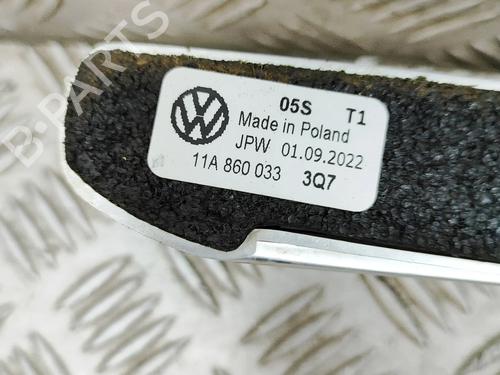 05S T1
Made in Poland
JPW 01.09.2022
11A 860 033 3Q7
B-PARTS